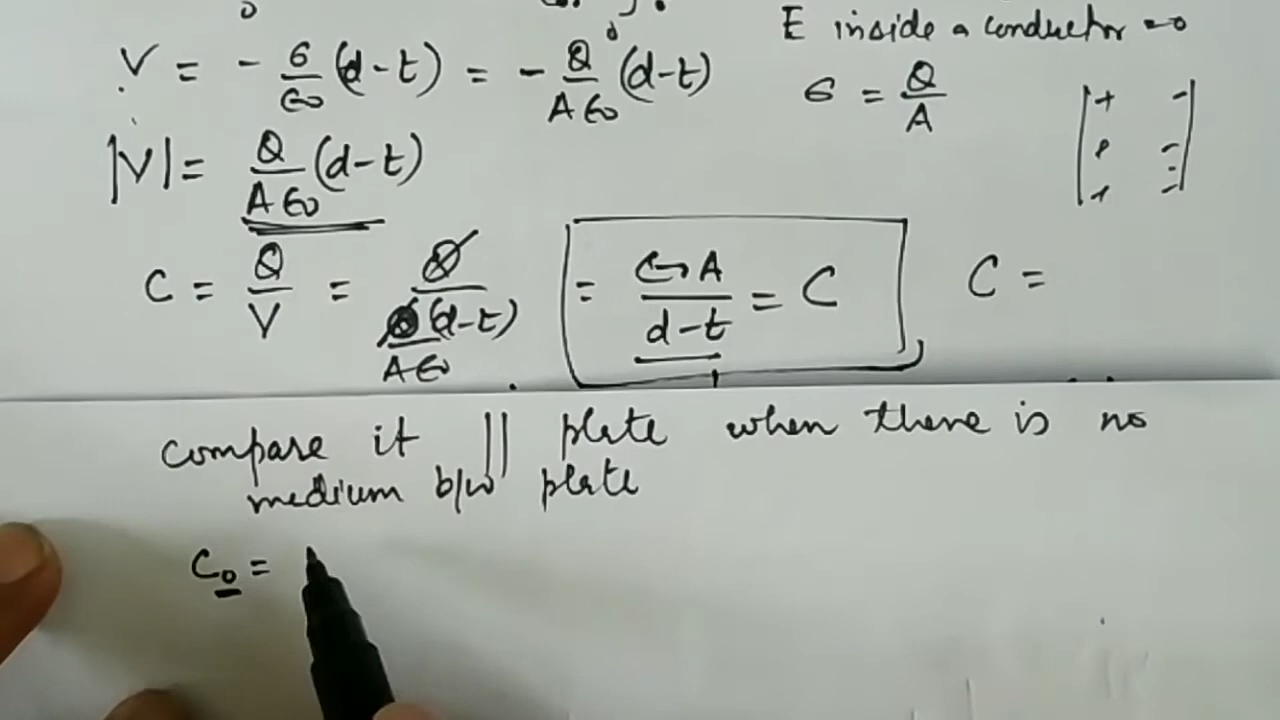 E inside a conductor = 0
V = - σ/ε₀ (d-t) = - Q/Aε₀ (d-t)
σ = Q/A
|V| = Q/Aε₀ (d-t)
C = Q/V = Q/(Q(d-t)/Aε₀) = ε₀A/d-t = C
C =
compare it || plate when there is no
medium b/w plate
C₀ =